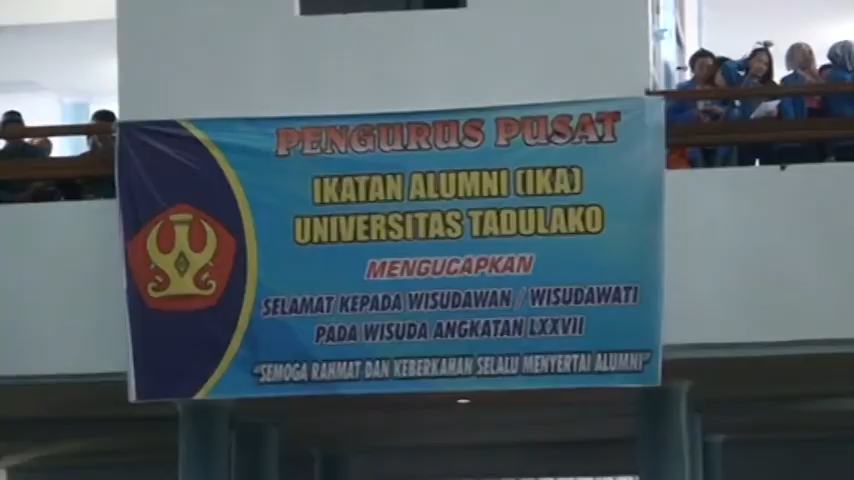 PENGURUS PUSAT
IKATAN ALUMNI (IKA)
UNIVERSITAS TADULAKO
MENGUCAPKAN
SELAMAT KEPADA WISUDAWAN / WISUDAWATI
PADA WISUDA ANGKATAN LXXVII
"SEMOGA RAHMAT DAN KEBERKAHAN SELALU MENYERTAI ALUMNI"